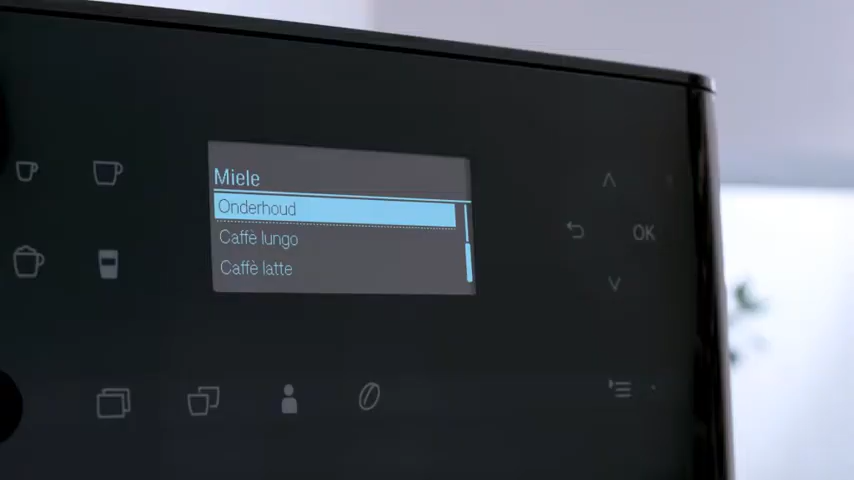 Miele
Onderhoud
Caffè lungo
Caffè latte
OK